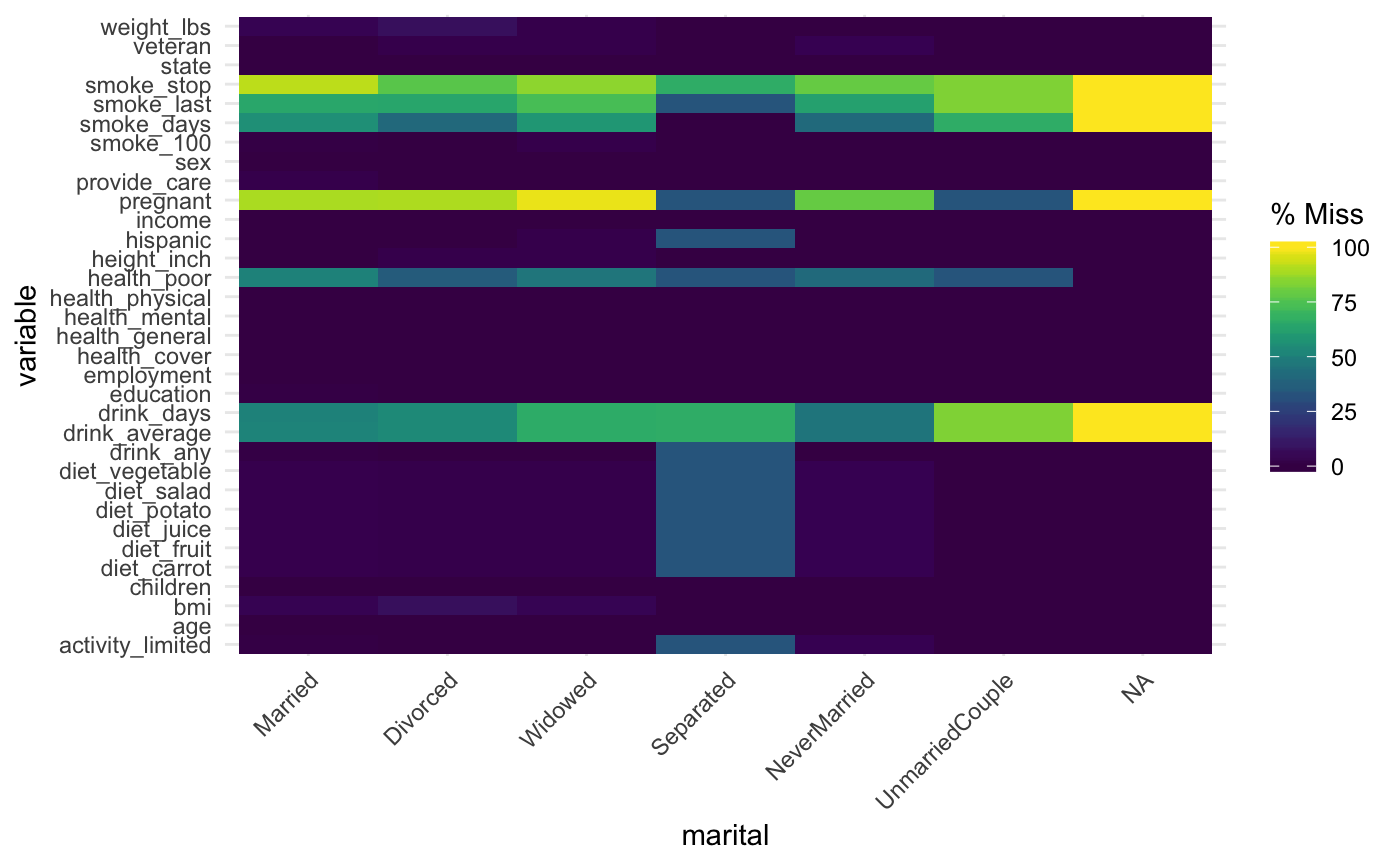 weight_lbs
veteran
state
smoke_stop
smoke_last
smoke_days
smoke_100
sex
provide_care
pregnant
income
hispanic
height_inch
health_poor
health_physical
health_mental
health_general
health_cover
employment
education
drink_days
drink_average
drink_any
diet_vegetable
diet_salad
diet_potato
diet_juice
diet_fruit
diet_carrot
children
bmi
age
activity_limited
variable
Married
Divorced
Widowed
Separated
NeverMarried
UnmarriedCouple
NA
marital
% Miss
100
75
50
25
0